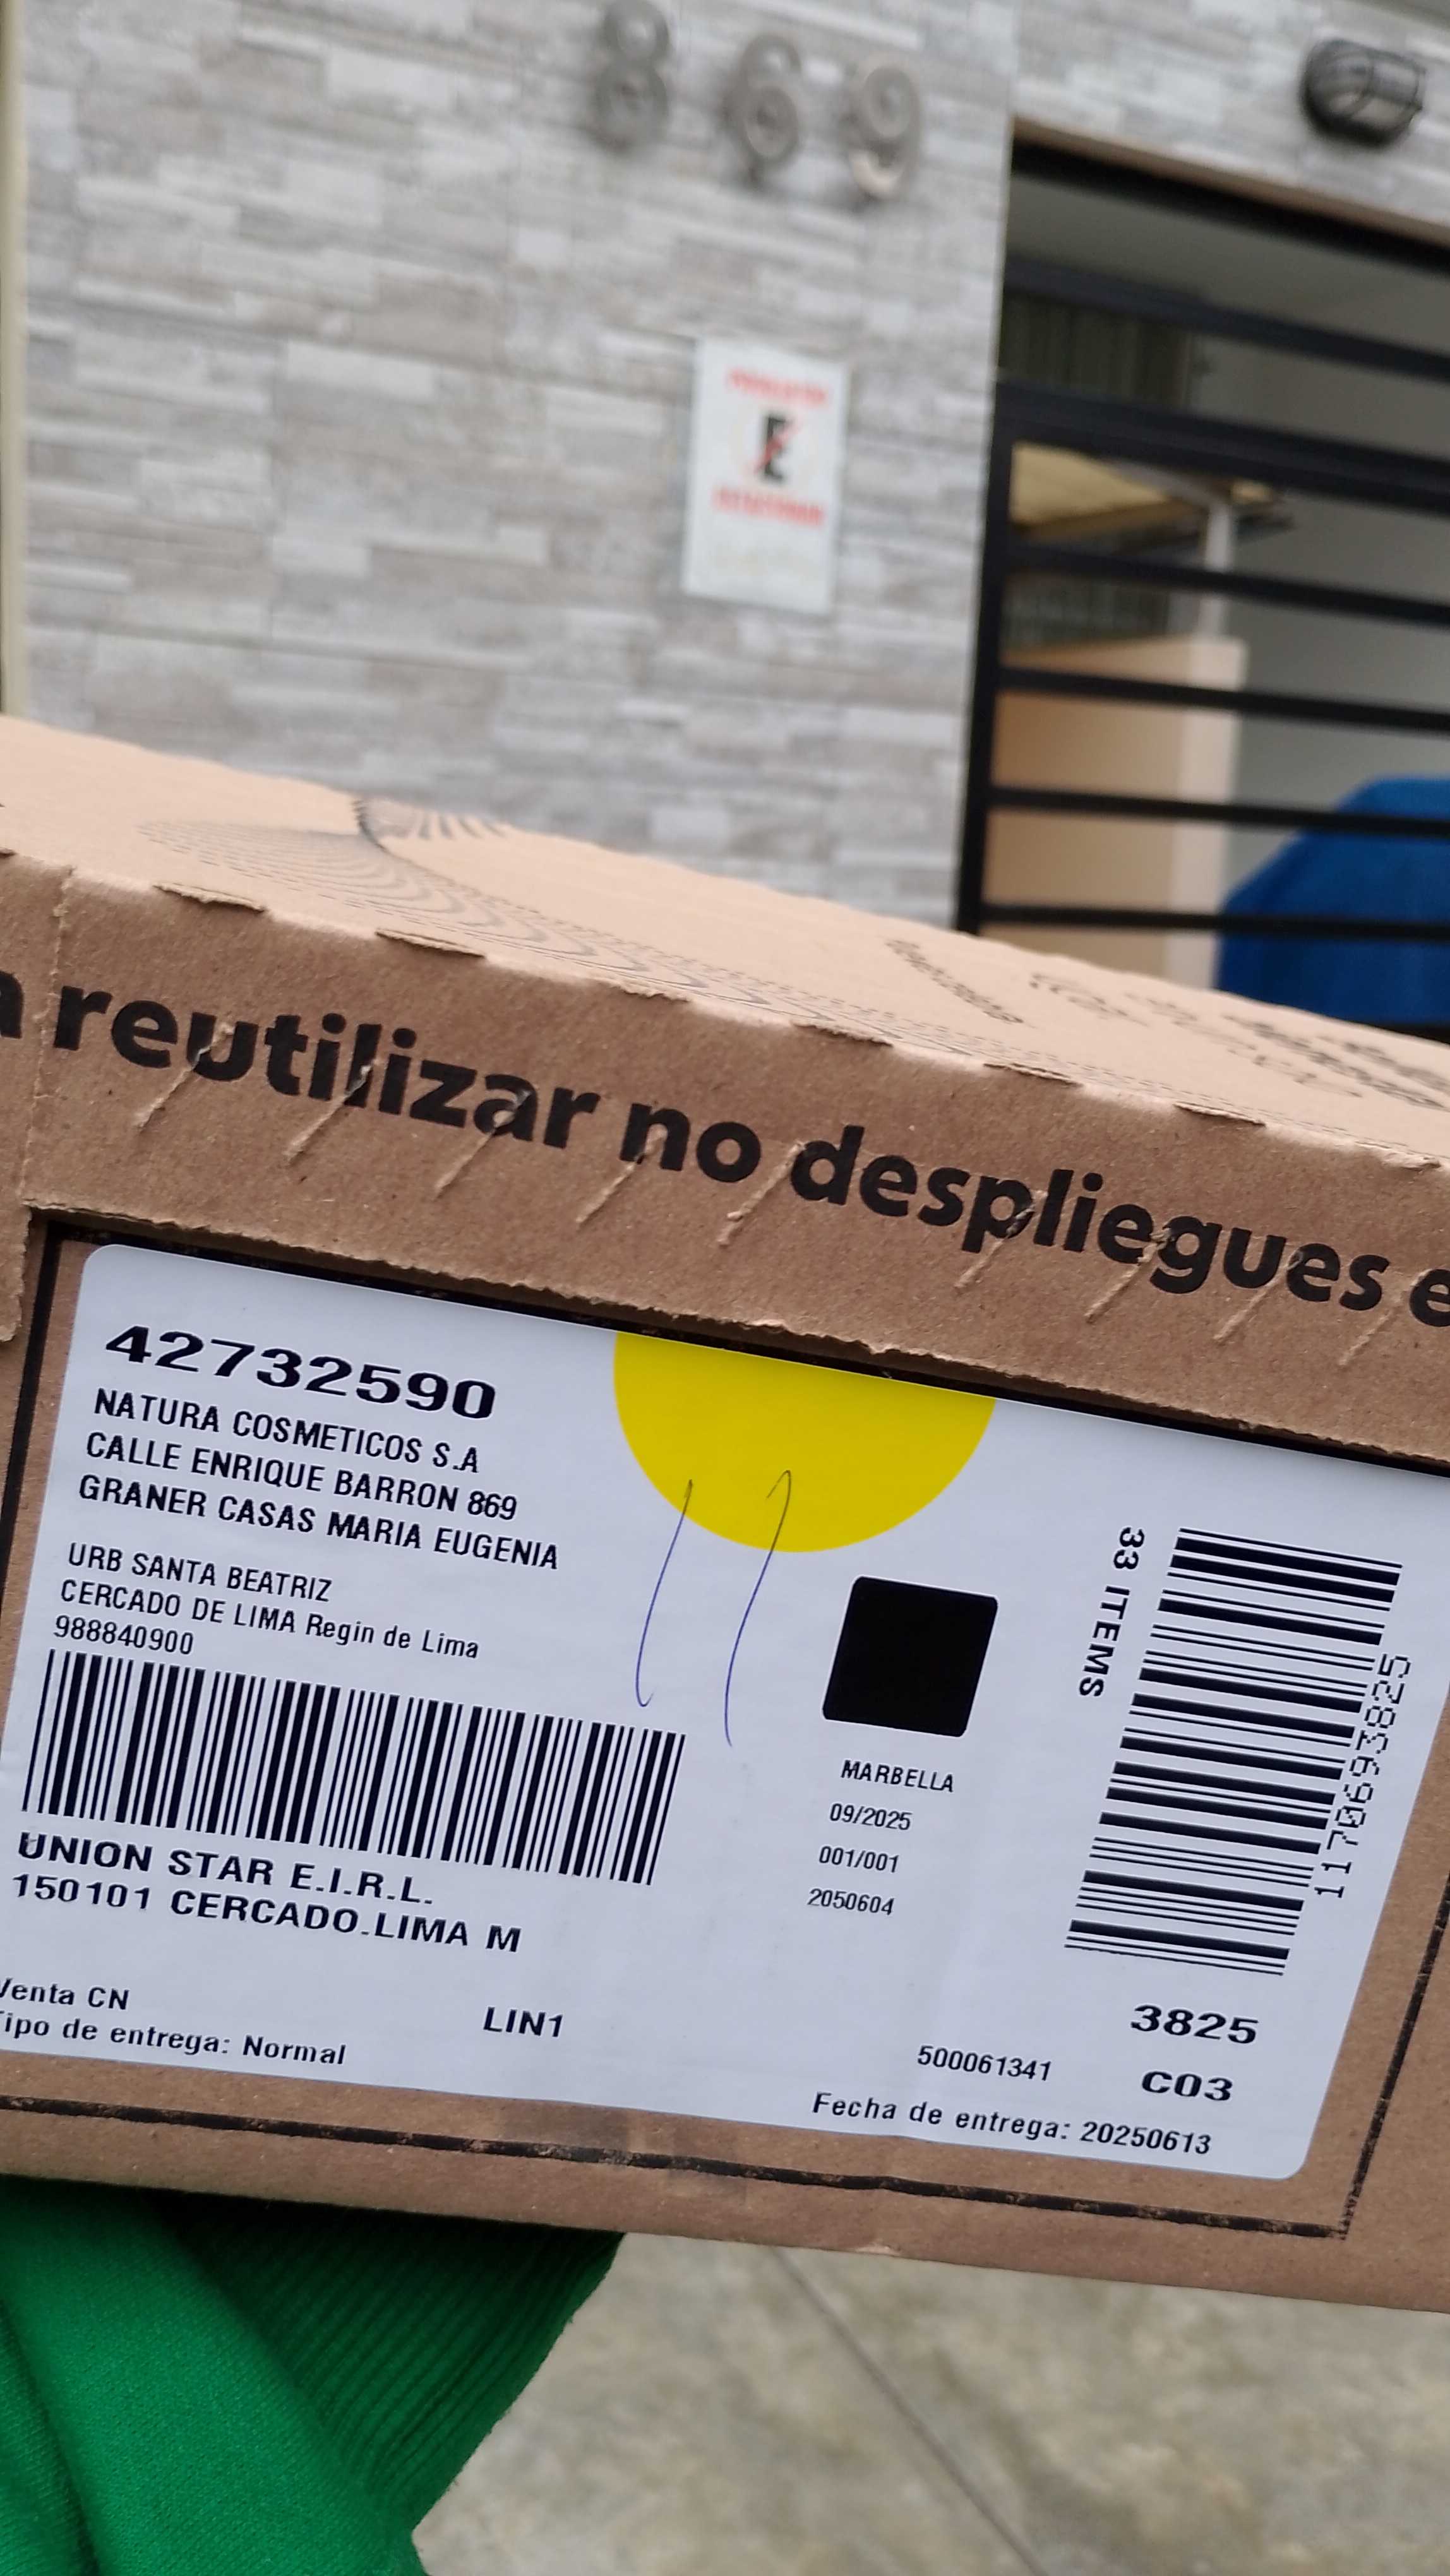 869
E
a reutilizar no despliegues e
42732590
NATURA COSMETICOS S.A
CALLE ENRIQUE BARRON 869
GRANER CASAS MARIA EUGENIA
URB SANTA BEATRIZ
CERCADO DE LIMA Regin de Lima
988840900
UNION STAR E.I.R.L.
150101 CERCADO.LIMA M
Venta CN
Tipo de entrega: Normal
LIN1
MARBELLA
09/2025
001/001
2050604
33 ITEMS
1170963825
3825
500061341
C03
Fecha de entrega: 20250613